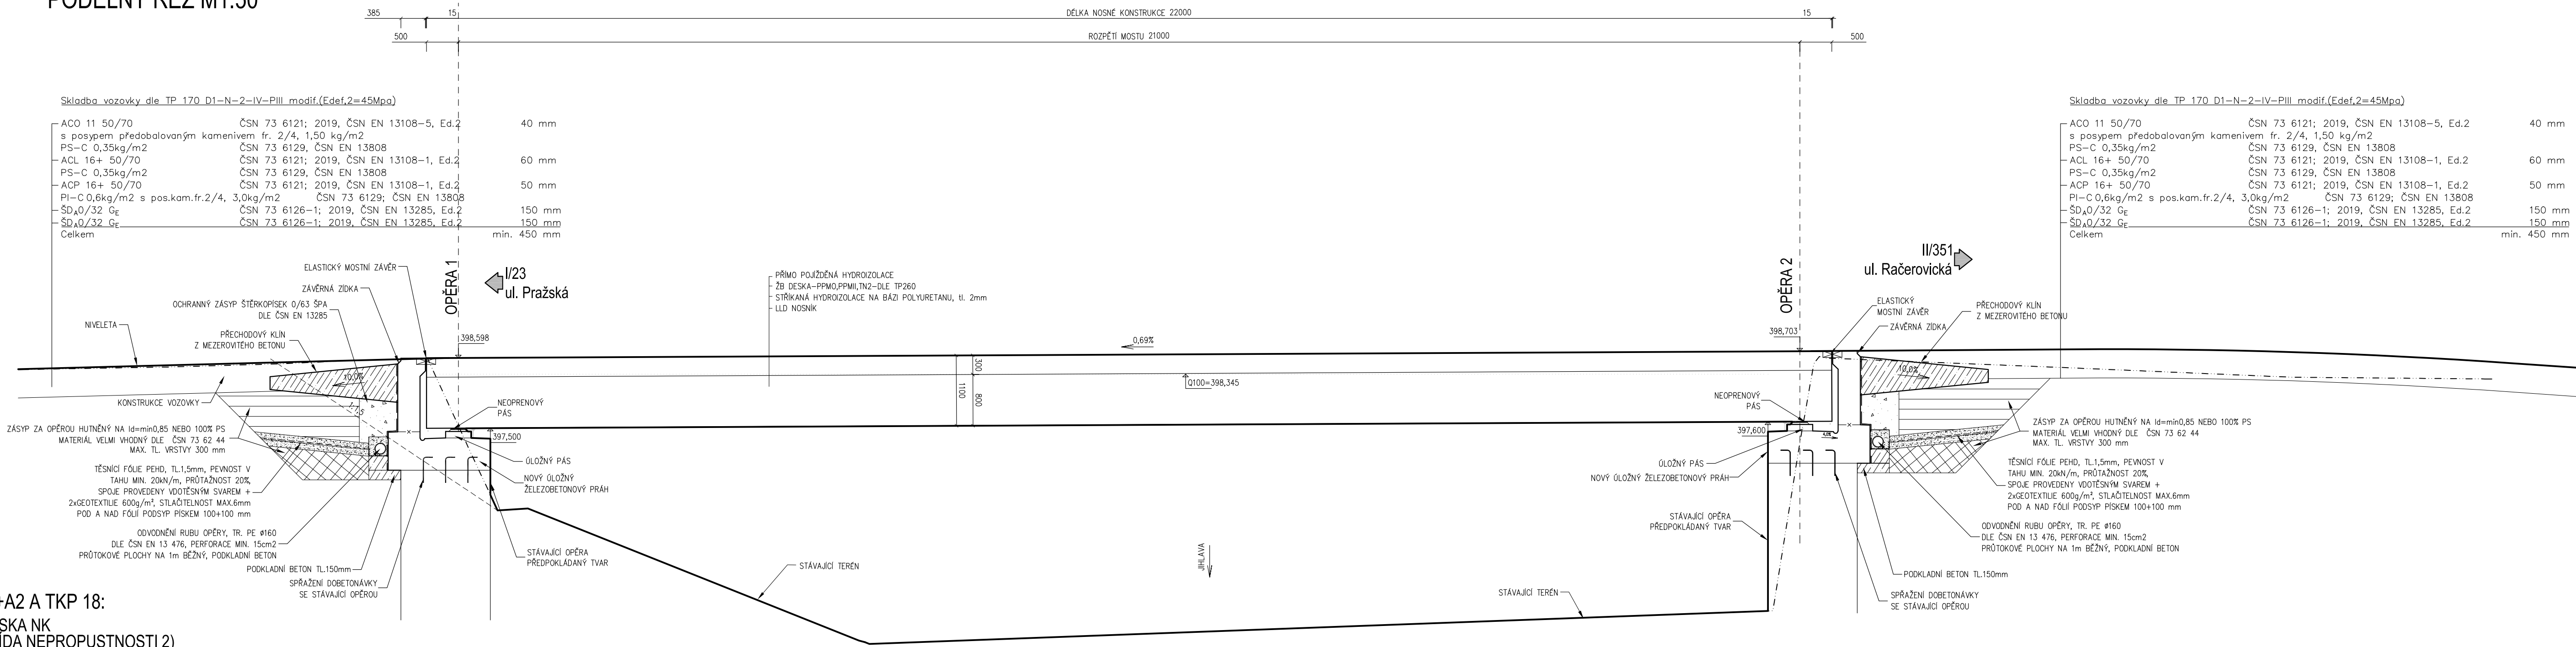 PODÉLNÝ ŘEZ M1:50
385
15
DÉLKA NOSNÉ KONSTRUKCE 22000
15
500
ROZPĚTÍ MOSTU 21000
500
Skladba vozovky dle TP 170 D1-N-2-IV-PIII modif.(Edef,2=45Mpa)
ACO 11 50/70 ČSN 73 6121; 2019, ČSN EN 13108-5, Ed.2 40 mm
s posypem předobalovaným kamenivem fr. 2/4, 1,50 kg/m2
PS-C 0,35kg/m2 ČSN 73 6129, ČSN EN 13808
ACL 16+ 50/70 ČSN 73 6121; 2019, ČSN EN 13108-1, Ed.2 60 mm
PS-C 0,35kg/m2 ČSN 73 6129, ČSN EN 13808
ACP 16+ 50/70 ČSN 73 6121; 2019, ČSN EN 13108-1, Ed.2 50 mm
PI-C 0,6kg/m2 s pos.kam.fr.2/4, 3,0kg/m2 ČSN 73 6129; ČSN EN 13808
ŠDA0/32 GE ČSN 73 6126-1; 2019, ČSN EN 13285, Ed.2 150 mm
ŠDA0/32 GE ČSN 73 6126-1; 2019, ČSN EN 13285, Ed.2 150 mm
Celkem min. 450 mm
Skladba vozovky dle TP 170 D1-N-2-IV-PIII modif.(Edef,2=45Mpa)
ACO 11 50/70 ČSN 73 6121; 2019, ČSN EN 13108-5, Ed.2 40 mm
s posypem předobalovaným kamenivem fr. 2/4, 1,50 kg/m2
PS-C 0,35kg/m2 ČSN 73 6129, ČSN EN 13808
ACL 16+ 50/70 ČSN 73 6121; 2019, ČSN EN 13108-1, Ed.2 60 mm
PS-C 0,35kg/m2 ČSN 73 6129, ČSN EN 13808
ACP 16+ 50/70 ČSN 73 6121; 2019, ČSN EN 13108-1, Ed.2 50 mm
PI-C 0,6kg/m2 s pos.kam.fr.2/4, 3,0kg/m2 ČSN 73 6129; ČSN EN 13808
ŠDA0/32 GE ČSN 73 6126-1; 2019, ČSN EN 13285, Ed.2 150 mm
ŠDA0/32 GE ČSN 73 6126-1; 2019, ČSN EN 13285, Ed.2 150 mm
Celkem min. 450 mm
ELASTICKÝ MOSTNÍ ZÁVĚR
ZÁVĚRNÁ ZÍDKA
OCHRANNÝ ZÁSYP ŠTĚRKOPÍSEK 0/63 ŠPA
DLE ČSN EN 13285
NIVELETA
PŘECHODOVÝ KLÍN
Z MEZEROVITÉHO BETONU
OPĚRA 1
I/23
ul. Pražská
398,598
PŘÍMO POJÍŽDĚNÁ HYDROIZOLACE
ŽB DESKA-PPMO,PPMII,TN2-DLE TP260
STŘÍKANÁ HYDROIZOLACE NA BÁZI POLYURETANU, tl. 2mm
LLD NOSNÍK
0,69%
Q100=398,345
300
1100
800
OPĚRA 2
398,703
II/351
ul. Račerovická
ELASTICKÝ
MOSTNÍ ZÁVĚR
ZÁVĚRNÁ ZÍDKA
PŘECHODOVÝ KLÍN
Z MEZEROVITÉHO BETONU
10,0%
10,0%
1:1,5
KONSTRUKCE VOZOVKY
ZÁSYP ZA OPĚROU HUTNĚNÝ NA Id=min0,85 NEBO 100% PS
MATERIÁL VELMI VHODNÝ DLE ČSN 73 62 44
MAX. TL. VRSTVY 300 mm
TĚSNÍCÍ FÓLIE PEHD, TL.1,5mm, PEVNOST V
TAHU MIN. 20kN/m, PRŮTAŽNOST 20%,
SPOJE PROVEDENY VDOTĚSNÝM SVAREM +
2xGEOTEXTILIE 600g/m², STLAČITELNOST MAX.6mm
POD A NAD FÓLIÍ PODSYP PÍSKEM 100+100 mm
ODVODNĚNÍ RUBU OPĚRY, TR. PE ø160
DLE ČSN EN 13 476, PERFORACE MIN. 15cm2
PRŮTOKOVÉ PLOCHY NA 1m BĚŽNÝ, PODKLADNÍ BETON
PODKLADNÍ BETON TL.150mm
SPŘAŽENÍ DOBETONÁVKY
SE STÁVAJÍCÍ OPĚROU
NEOPRENOVÝ
PÁS
397,500
ÚLOŽNÝ PÁS
NOVÝ ÚLOŽNÝ
ŽELEZOBETONOVÝ PRÁH
STÁVAJÍCÍ OPĚRA
PŘEDPOKLÁDANÝ TVAR
STÁVAJÍCÍ TERÉN
JIHLAVA
STÁVAJÍCÍ TERÉN
NEOPRENOVÝ
PÁS
397,600
4,0%
ÚLOŽNÝ PÁS
NOVÝ ÚLOŽNÝ ŽELEZOBETONOVÝ PRÁH
STÁVAJÍCÍ OPĚRA
PŘEDPOKLÁDANÝ TVAR
ZÁSYP ZA OPĚROU HUTNĚNÝ NA Id=min0,85 NEBO 100% PS
MATERIÁL VELMI VHODNÝ DLE ČSN 73 62 44
MAX. TL. VRSTVY 300 mm
TĚSNÍCÍ FÓLIE PEHD, TL.1,5mm, PEVNOST V
TAHU MIN. 20kN/m, PRŮTAŽNOST 20%,
SPOJE PROVEDENY VDOTĚSNÝM SVAREM +
2xGEOTEXTILIE 600g/m², STLAČITELNOST MAX.6mm
POD A NAD FÓLIÍ PODSYP PÍSKEM 100+100 mm
ODVODNĚNÍ RUBU OPĚRY, TR. PE ø160
DLE ČSN EN 13 476, PERFORACE MIN. 15cm2
PRŮTOKOVÉ PLOCHY NA 1m BĚŽNÝ, PODKLADNÍ BETON
PODKLADNÍ BETON TL.150mm
SPŘAŽENÍ DOBETONÁVKY
SE STÁVAJÍCÍ OPĚROU
+A2 A TKP 18:
SKA NK
ÍDA NEPROPUSTNOSTI 2)